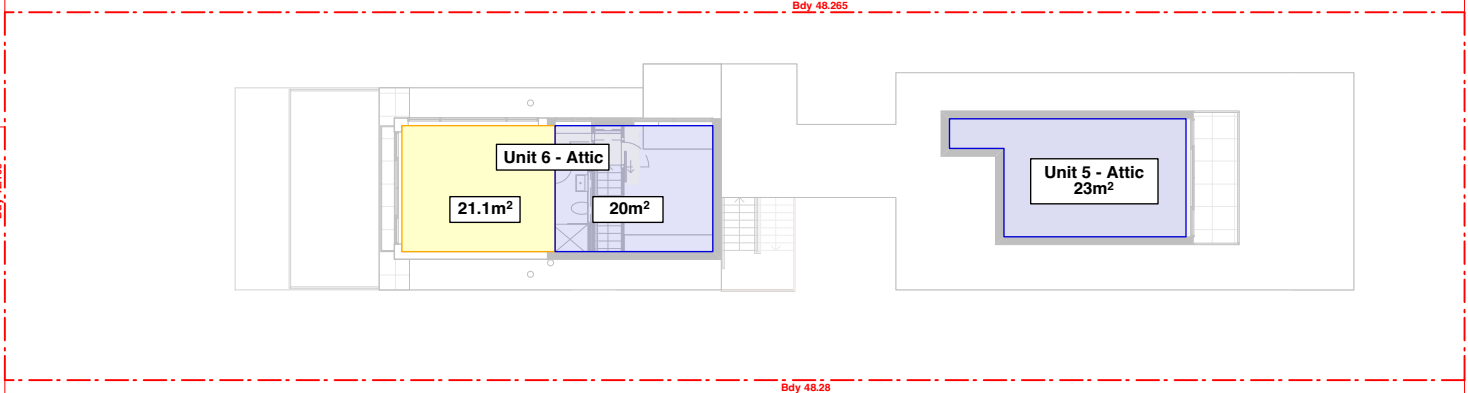 Bdy 48.265
Unit 6 - Attic
21.1m²
20m²
Unit 5 - Attic
23m²
Bdy 48.28